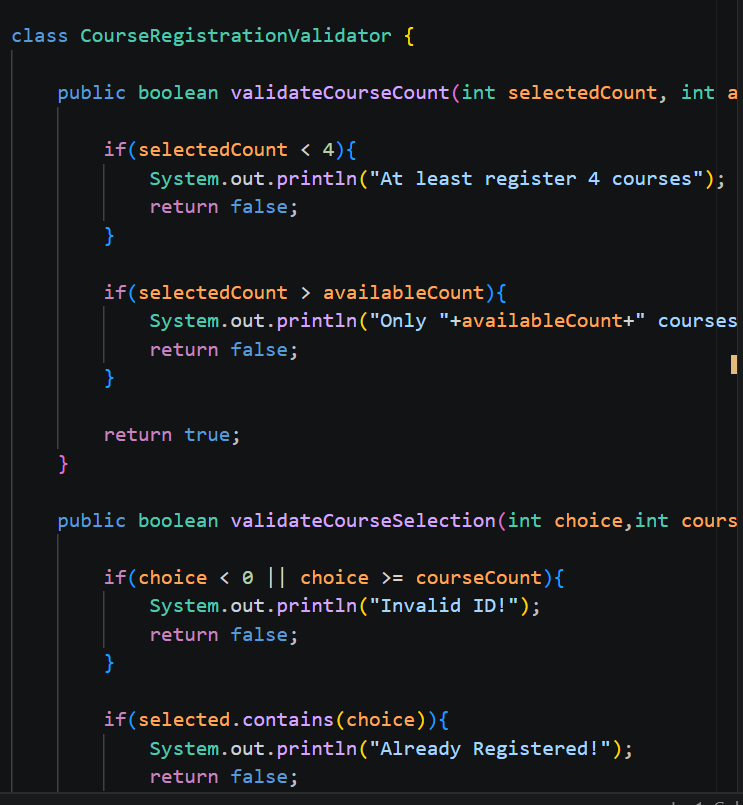 class CourseRegistrationValidator {
public boolean validateCourseCount(int selectedCount, int
if(selectedCount < 4){
System.out.println("At least register 4 courses");
return false;
}
if(selectedCount > availableCount){
System.out.println("Only "+availableCount+" courses
return false;
}
return true;
}
public boolean validateCourseSelection(int choice,int
if(choice < 0 || choice >= courseCount){
System.out.println("Invalid ID!");
return false;
}
if(selected.contains(choice)){
System.out.println("Already Registered!");
return false;